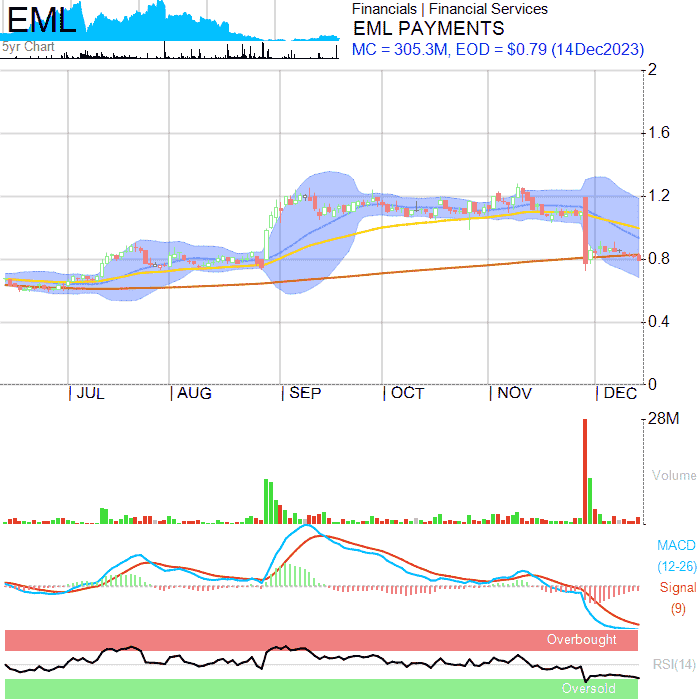 EML
5yr Chart
Financials | Financial Services
EML PAYMENTS
MC = 305.3M, EOD = $0.79 (14Dec2023)
2
1.6
1.2
0.8
0.4
0
JUL AUG SEP OCT NOV DEC
28M
Volume
MACD
(12-26)
Signal
(9)
Overbought
RSI(14)
Oversold